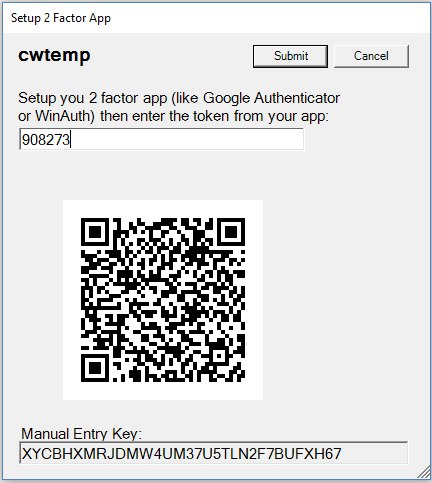 Setup 2 Factor App
cwtemp
Submit
Cancel
Setup you 2 factor app (like Google Authenticator
or WinAuth) then enter the token from your app:
908273
Manual Entry Key:
XYCBHXMRJDMW4UM37U5TLN2F7BUFXH67